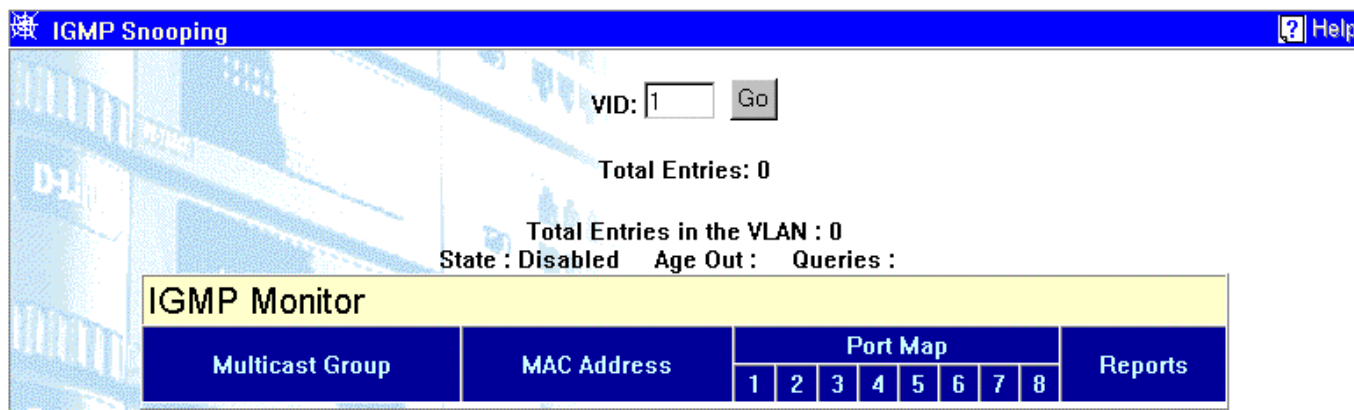 IGMP Snooping
? Help
VID: 1 Go
Total Entries: 0
Total Entries in the VLAN : 0
State : Disabled Age Out : Queries :
IGMP Monitor
Multicast Group MAC Address Port Map Reports
1 2 3 4 5 6 7 8